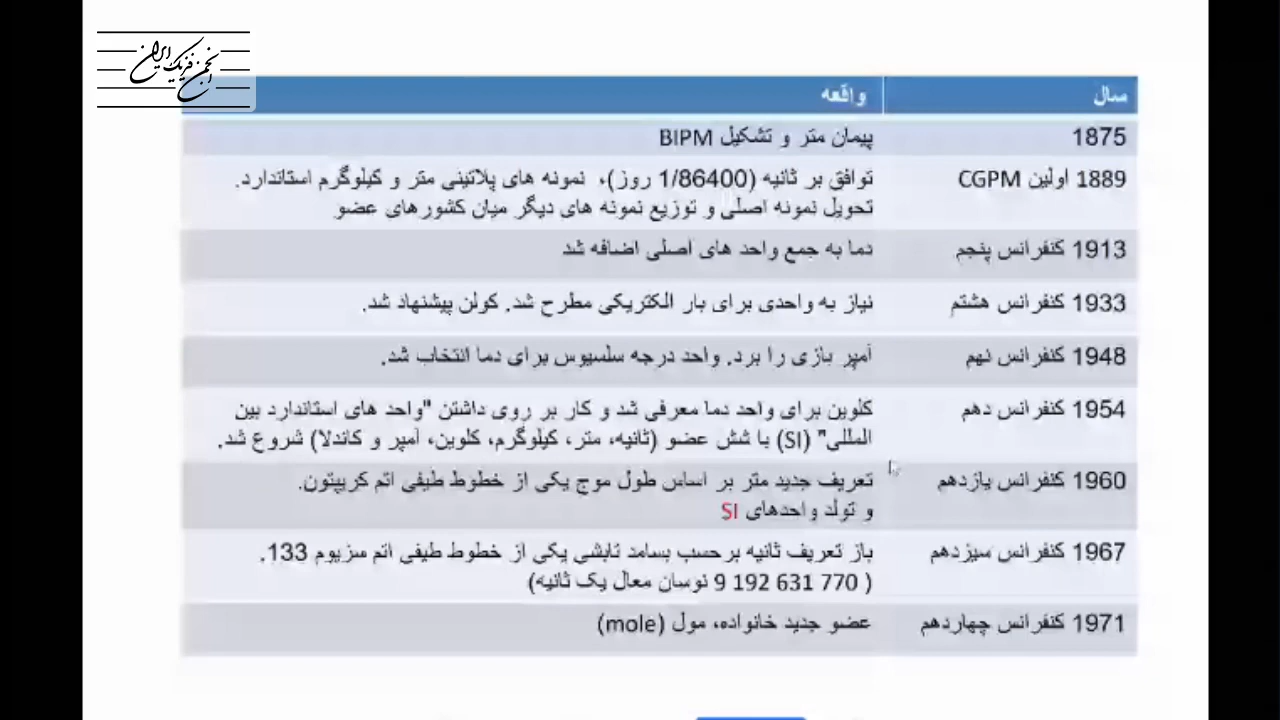 انجمن فیزیک ایران
سال واقعه
1875 پیمان متر و تشکیل BIPM
1889 اولین CGPM توافق بر ثانیه (1/86400 روز)، نمونه های پلاتینی متر و کیلوگرم استاندارد.
تحویل نمونه اصلی و توزیع نمونه های دیگر میان کشورهای عضو
1913 کنفرانس پنجم دما به جمع واحد های اصلی اضافه شد
1933 کنفرانس هشتم نیاز به واحدی برای بار الکتریکی مطرح شد. کولن پیشنهاد شد.
1948 کنفرانس نهم آمپر بازی را برد. واحد درجه سلسیوس برای دما انتخاب شد.
1954 کنفرانس دهم کلوین برای واحد دما معرفی شد و کار بر روی داشتن "واحد های استاندارد بین
المللی" (SI) با شش عضو (ثانیه، متر، کیلوگرم، کلوین، آمپر و کاندلا) شروع شد.
1960 کنفرانس یازدهم تعریف جدید متر بر اساس طول موج یکی از خطوط طیفی اتم کریپتون.
و تولد واحدهای SI
1967 کنفرانس سیزدهم باز تعریف ثانیه برحسب بسامد تابشی یکی از خطوط طیفی اتم سزیوم 133.
( 9 192 631 770 نوسان معال یک ثانیه)
1971 کنفرانس چهاردهم عضو جدید خانواده، مول (mole)